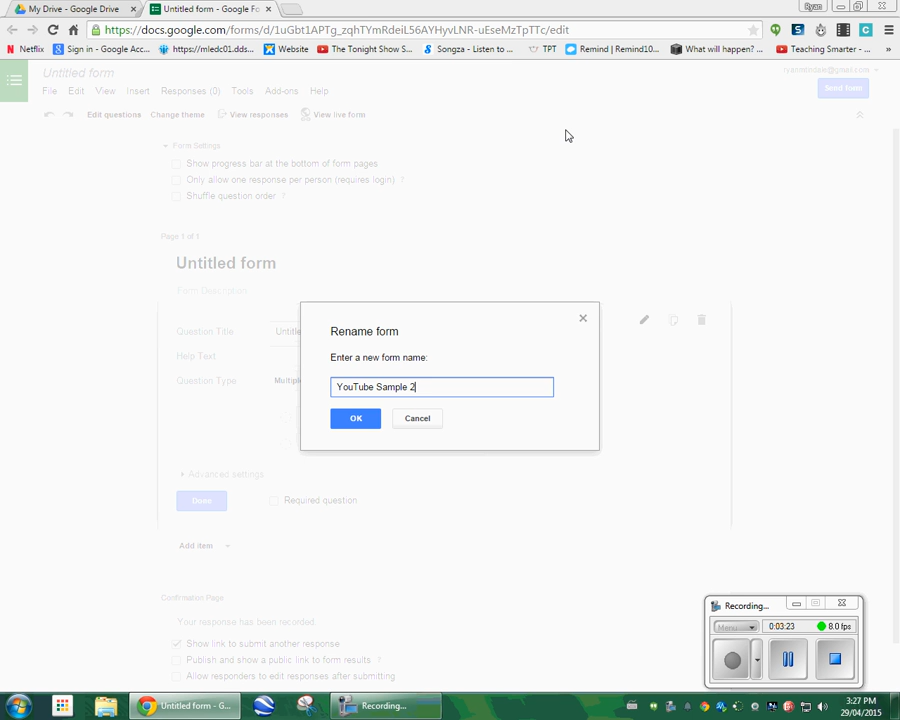 Ryan
My Drive - Google Drive
Untitled form - Google Fo
https://docs.google.com/forms/d/1uGbt1APTg_zqhTYmRdeiL56AYHyvLNR-uEseMzTpTTc/edit
Netflix
Sign in - Google Acc...
https://mledc01.dds...
Website
The Tonight Show S...
Songza - Listen to ...
TPT
Remind | Remind10...
What will happen? ...
Teaching Smarter - ...
»
Untitled form
File Edit View Insert Responses (0) Tools Add-ons Help
Send form
Edit questions Change theme View responses View live form
Form Settings
Show progress bar at the bottom of form pages
Only allow one response per person (requires login) ?
Shuffle question order ?
Page 1 of 1
Untitled form
Form Description
Question Title
Untitle
Help Text
Question Type
Multiple
Rename form
Enter a new form name:
YouTube Sample 2
OK Cancel
Advanced settings
Done
Required question
Add item
Confirmation Page
Your response has been recorded.
Show link to submit another response
Publish and show a public link to form results ?
Allow responders to edit responses after submitting
Recording...
Menu...
0:03:23
8.0 fps
Untitled form - G...
Recording...
3:27 PM
29/04/2015